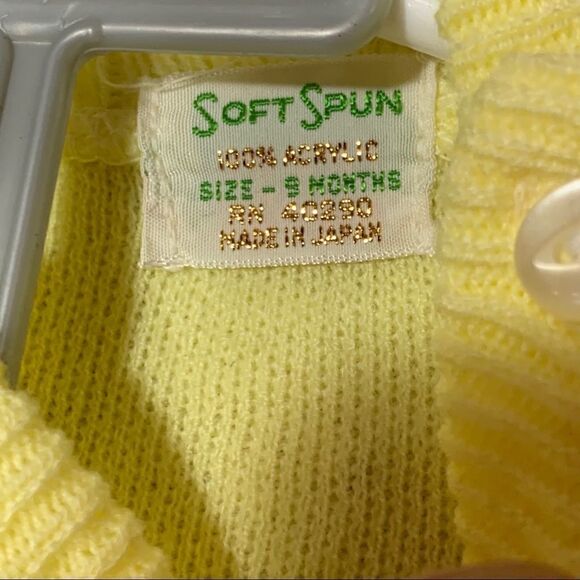 SOFT SPUN
100% ACRYLIC
SIZE - 9 MONTHS
RN 40290
MADE IN JAPAN